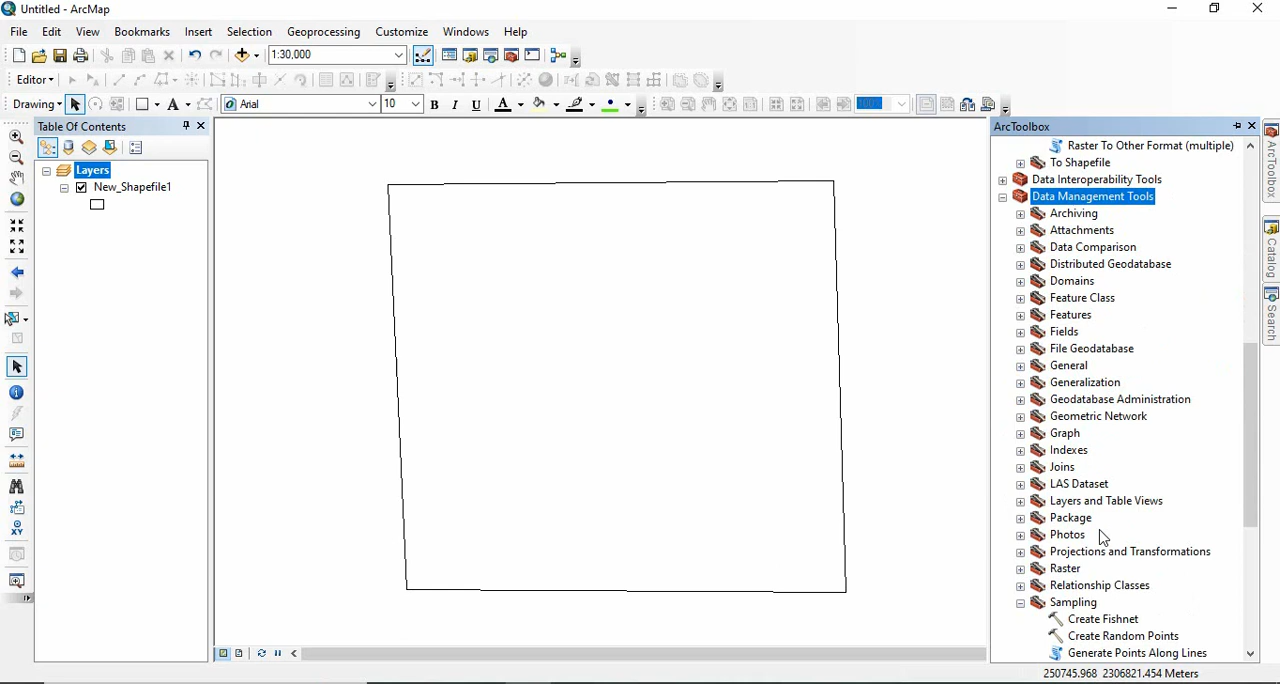 Untitled - ArcMap
File Edit View Bookmarks Insert Selection Geoprocessing Customize Windows Help
1:30,000
Editor
Drawing A Arial 10 B I U A
Table Of Contents
Layers
New_Shapefile1
ArcToolbox
Raster To Other Format (multiple)
To Shapefile
Data Interoperability Tools
Data Management Tools
Archiving
Attachments
Data Comparison
Distributed Geodatabase
Domains
Feature Class
Features
Fields
File Geodatabase
General
Generalization
Geodatabase Administration
Geometric Network
Graph
Indexes
Joins
LAS Dataset
Layers and Table Views
Package
Photos
Projections and Transformations
Raster
Relationship Classes
Sampling
Create Fishnet
Create Random Points
Generate Points Along Lines
ArcToolbox
Catalog
Search
250745.968 2306821.454 Meters